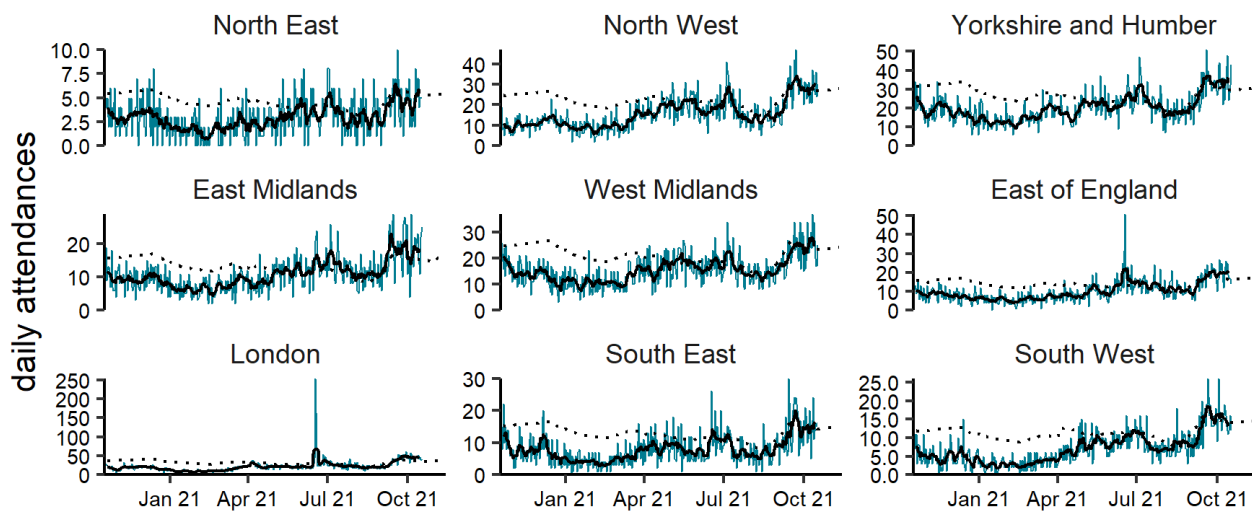 North East North West Yorkshire and Humber
10.0 7.5 5.0 2.5 0.0
40 30 20 10 0
50 40 30 20 10 0
daily attendances
East Midlands West Midlands East of England
20 10 0
30 20 10 0
50 40 30 20 10 0
London South East South West
250 200 150 100 50 0
30 20 10 0
25.0 20.0 15.0 10.0 5.0 0.0
Jan 21 Apr 21 Jul 21 Oct 21
Jan 21 Apr 21 Jul 21 Oct 21
Jan 21 Apr 21 Jul 21 Oct 21